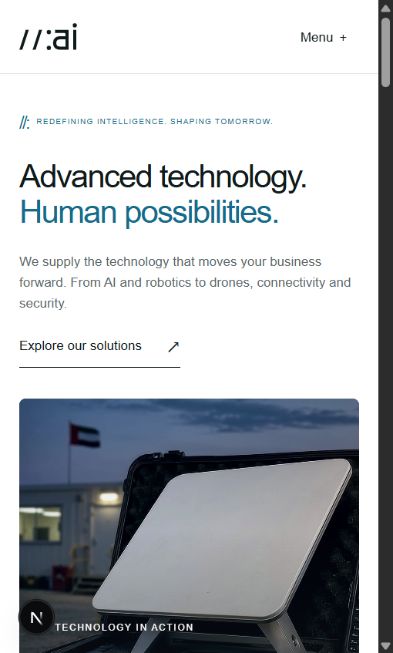 //:ai
Menu +
//: REDEFINING INTELLIGENCE. SHAPING TOMORROW.
Advanced technology.
Human possibilities.
We supply the technology that moves your business
forward. From AI and robotics to drones, connectivity and
security.
Explore our solutions ↗
N
TECHNOLOGY IN ACTION